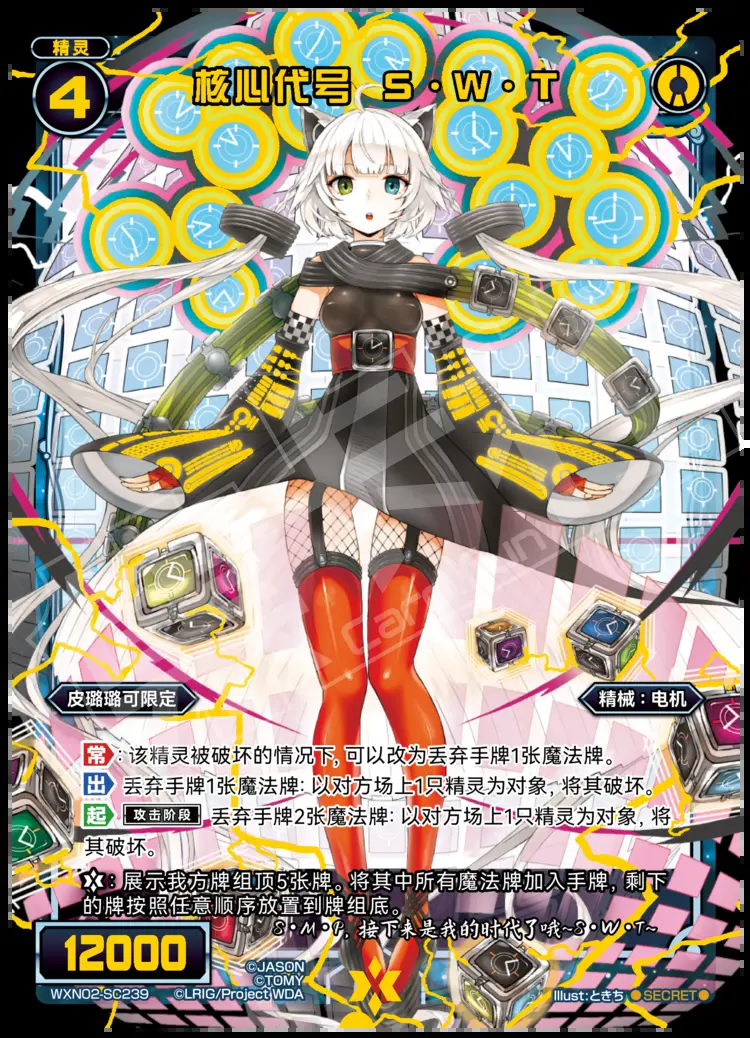 精灵
4
核心代号 S·W·T
皮璐璐可限定
精械：电机
常：该精灵被破坏的情况下，可以改为丢弃手牌1张魔法牌。
出 丢弃手牌1张魔法牌：以对方场上1只精灵为对象，将其破坏。
起 攻击阶段 丢弃手牌2张魔法牌：以对方场上1只精灵为对象，将
其破坏。
：展示我方牌组顶5张牌。将其中所有魔法牌加入手牌，剩下
的牌按照任意顺序放置到牌组底。
S·M·P，接下来是我的时代了哦~S·W·T~
12000
©JASON
©TOMY
WXN02-SC239 ©LRIG/Project WDA
Illust:ときち SECRET